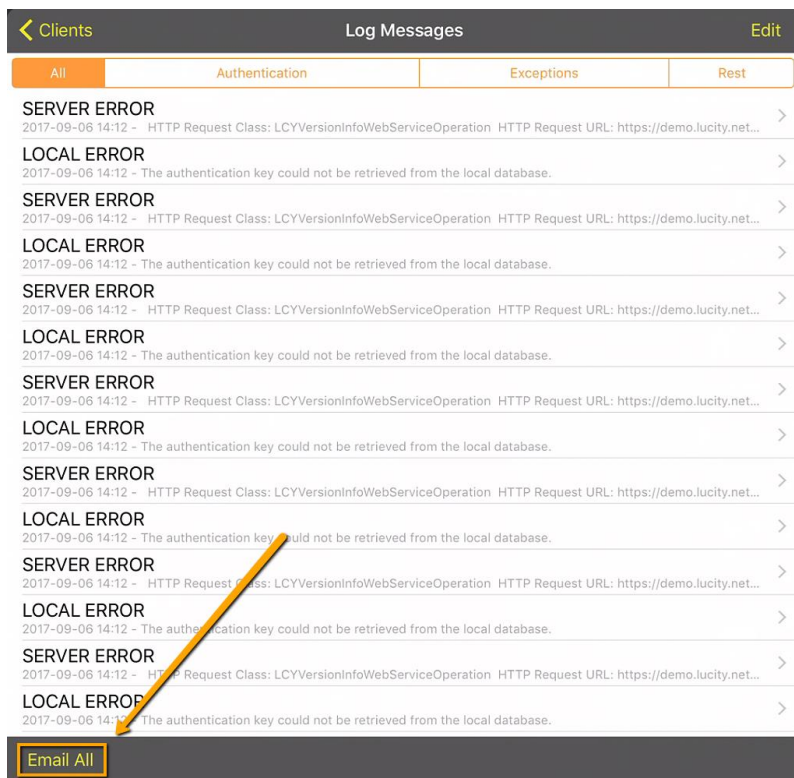 Clients Log Messages Edit
All Authentication Exceptions Rest
SERVER ERROR
2017-09-06 14:12 - HTTP Request Class: LCYVersionInfoWebServiceOperation HTTP Request URL: https://demo.lucity.net...
LOCAL ERROR
2017-09-06 14:12 - The authentication key could not be retrieved from the local database.
SERVER ERROR
2017-09-06 14:12 - HTTP Request Class: LCYVersionInfoWebServiceOperation HTTP Request URL: https://demo.lucity.net...
LOCAL ERROR
2017-09-06 14:12 - The authentication key could not be retrieved from the local database.
SERVER ERROR
2017-09-06 14:12 - HTTP Request Class: LCYVersionInfoWebServiceOperation HTTP Request URL: https://demo.lucity.net...
LOCAL ERROR
2017-09-06 14:12 - The authentication key could not be retrieved from the local database.
SERVER ERROR
2017-09-06 14:12 - HTTP Request Class: LCYVersionInfoWebServiceOperation HTTP Request URL: https://demo.lucity.net...
LOCAL ERROR
2017-09-06 14:12 - The authentication key could not be retrieved from the local database.
SERVER ERROR
2017-09-06 14:12 - HTTP Request Class: LCYVersionInfoWebServiceOperation HTTP Request URL: https://demo.lucity.net...
LOCAL ERROR
2017-09-06 14:12 - The authentication key could not be retrieved from the local database.
SERVER ERROR
2017-09-06 14:12 - HTTP Request Class: LCYVersionInfoWebServiceOperation HTTP Request URL: https://demo.lucity.net...
LOCAL ERROR
2017-09-06 14:12 - The authentication key could not be retrieved from the local database.
SERVER ERROR
2017-09-06 14:12 - HTTP Request Class: LCYVersionInfoWebServiceOperation HTTP Request URL: https://demo.lucity.net...
LOCAL ERROR
2017-09-06 14:12 - The authentication key could not be retrieved from the local database.
Email All